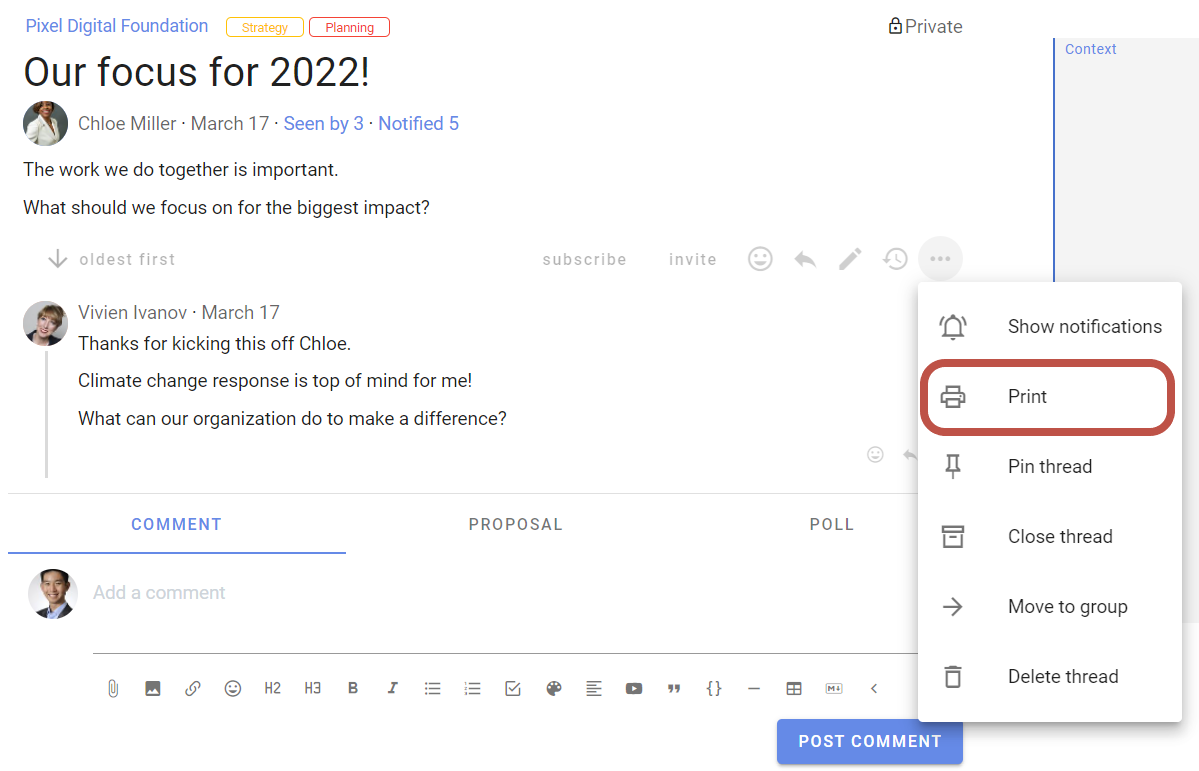 Pixel Digital Foundation Strategy Planning Private
Context
Our focus for 2022!
Chloe Miller · March 17 · Seen by 3 · Notified 5
The work we do together is important.
What should we focus on for the biggest impact?
oldest first subscribe invite
Vivien Ivanov · March 17
Thanks for kicking this off Chloe.
Climate change response is top of mind for me!
What can our organization do to make a difference?
Show notifications
Print
Pin thread
Close thread
Move to group
Delete thread
COMMENT PROPOSAL POLL
Add a comment
H2 H3 B I
POST COMMENT